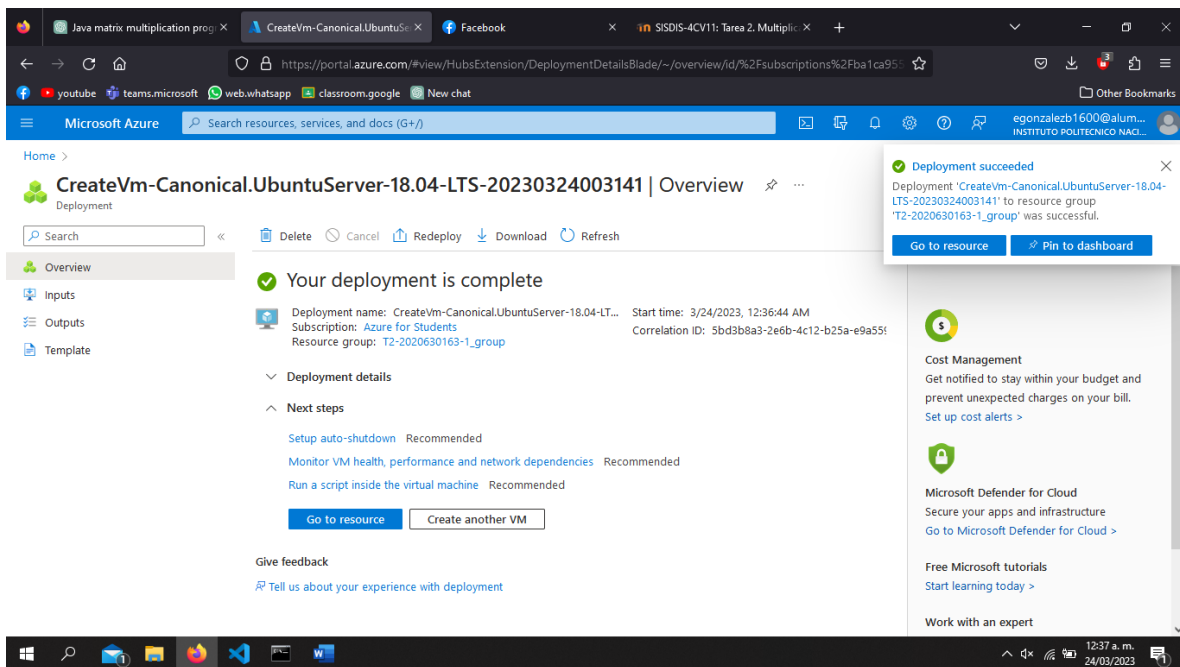 Java matrix multiplication prog
CreateVm-Canonical.UbuntuSe
Facebook
SISDIS-4CV11: Tarea 2. Multiplic
https://portal.azure.com/#view/HubsExtension/DeploymentDetailsBlade/~/overview/id/%2Fsubscriptions%2Fba1ca955
3
youtube teams.microsoft web.whatsapp classroom.google New chat Other Bookmarks
Microsoft Azure
Search resources, services, and docs (G+/)
egonzalezb1600@alum...
INSTITUTO POLITECNICO NACI...
Home >
CreateVm-Canonical.UbuntuServer-18.04-LTS-20230324003141 | Overview
Deployment
Deployment succeeded
Deployment 'CreateVm-Canonical.UbuntuServer-18.04-
LTS-20230324003141' to resource group
'T2-2020630163-1_group' was successful.
Go to resource Pin to dashboard
Search
Delete Cancel Redeploy Download Refresh
Overview
Inputs
Outputs
Template
Your deployment is complete
Deployment name: CreateVm-Canonical.UbuntuServer-18.04-LT... Start time: 3/24/2023, 12:36:44 AM
Subscription: Azure for Students Correlation ID: 5bd3b8a3-2e6b-4c12-b25a-e9a559
Resource group: T2-2020630163-1_group
Deployment details
Next steps
Setup auto-shutdown Recommended
Monitor VM health, performance and network dependencies Recommended
Run a script inside the virtual machine Recommended
Go to resource Create another VM
Give feedback
Tell us about your experience with deployment
Cost Management
Get notified to stay within your budget and
prevent unexpected charges on your bill.
Set up cost alerts >
Microsoft Defender for Cloud
Secure your apps and infrastructure
Go to Microsoft Defender for Cloud >
Free Microsoft tutorials
Start learning today >
Work with an expert
1
12:37 a. m.
24/03/2023
1